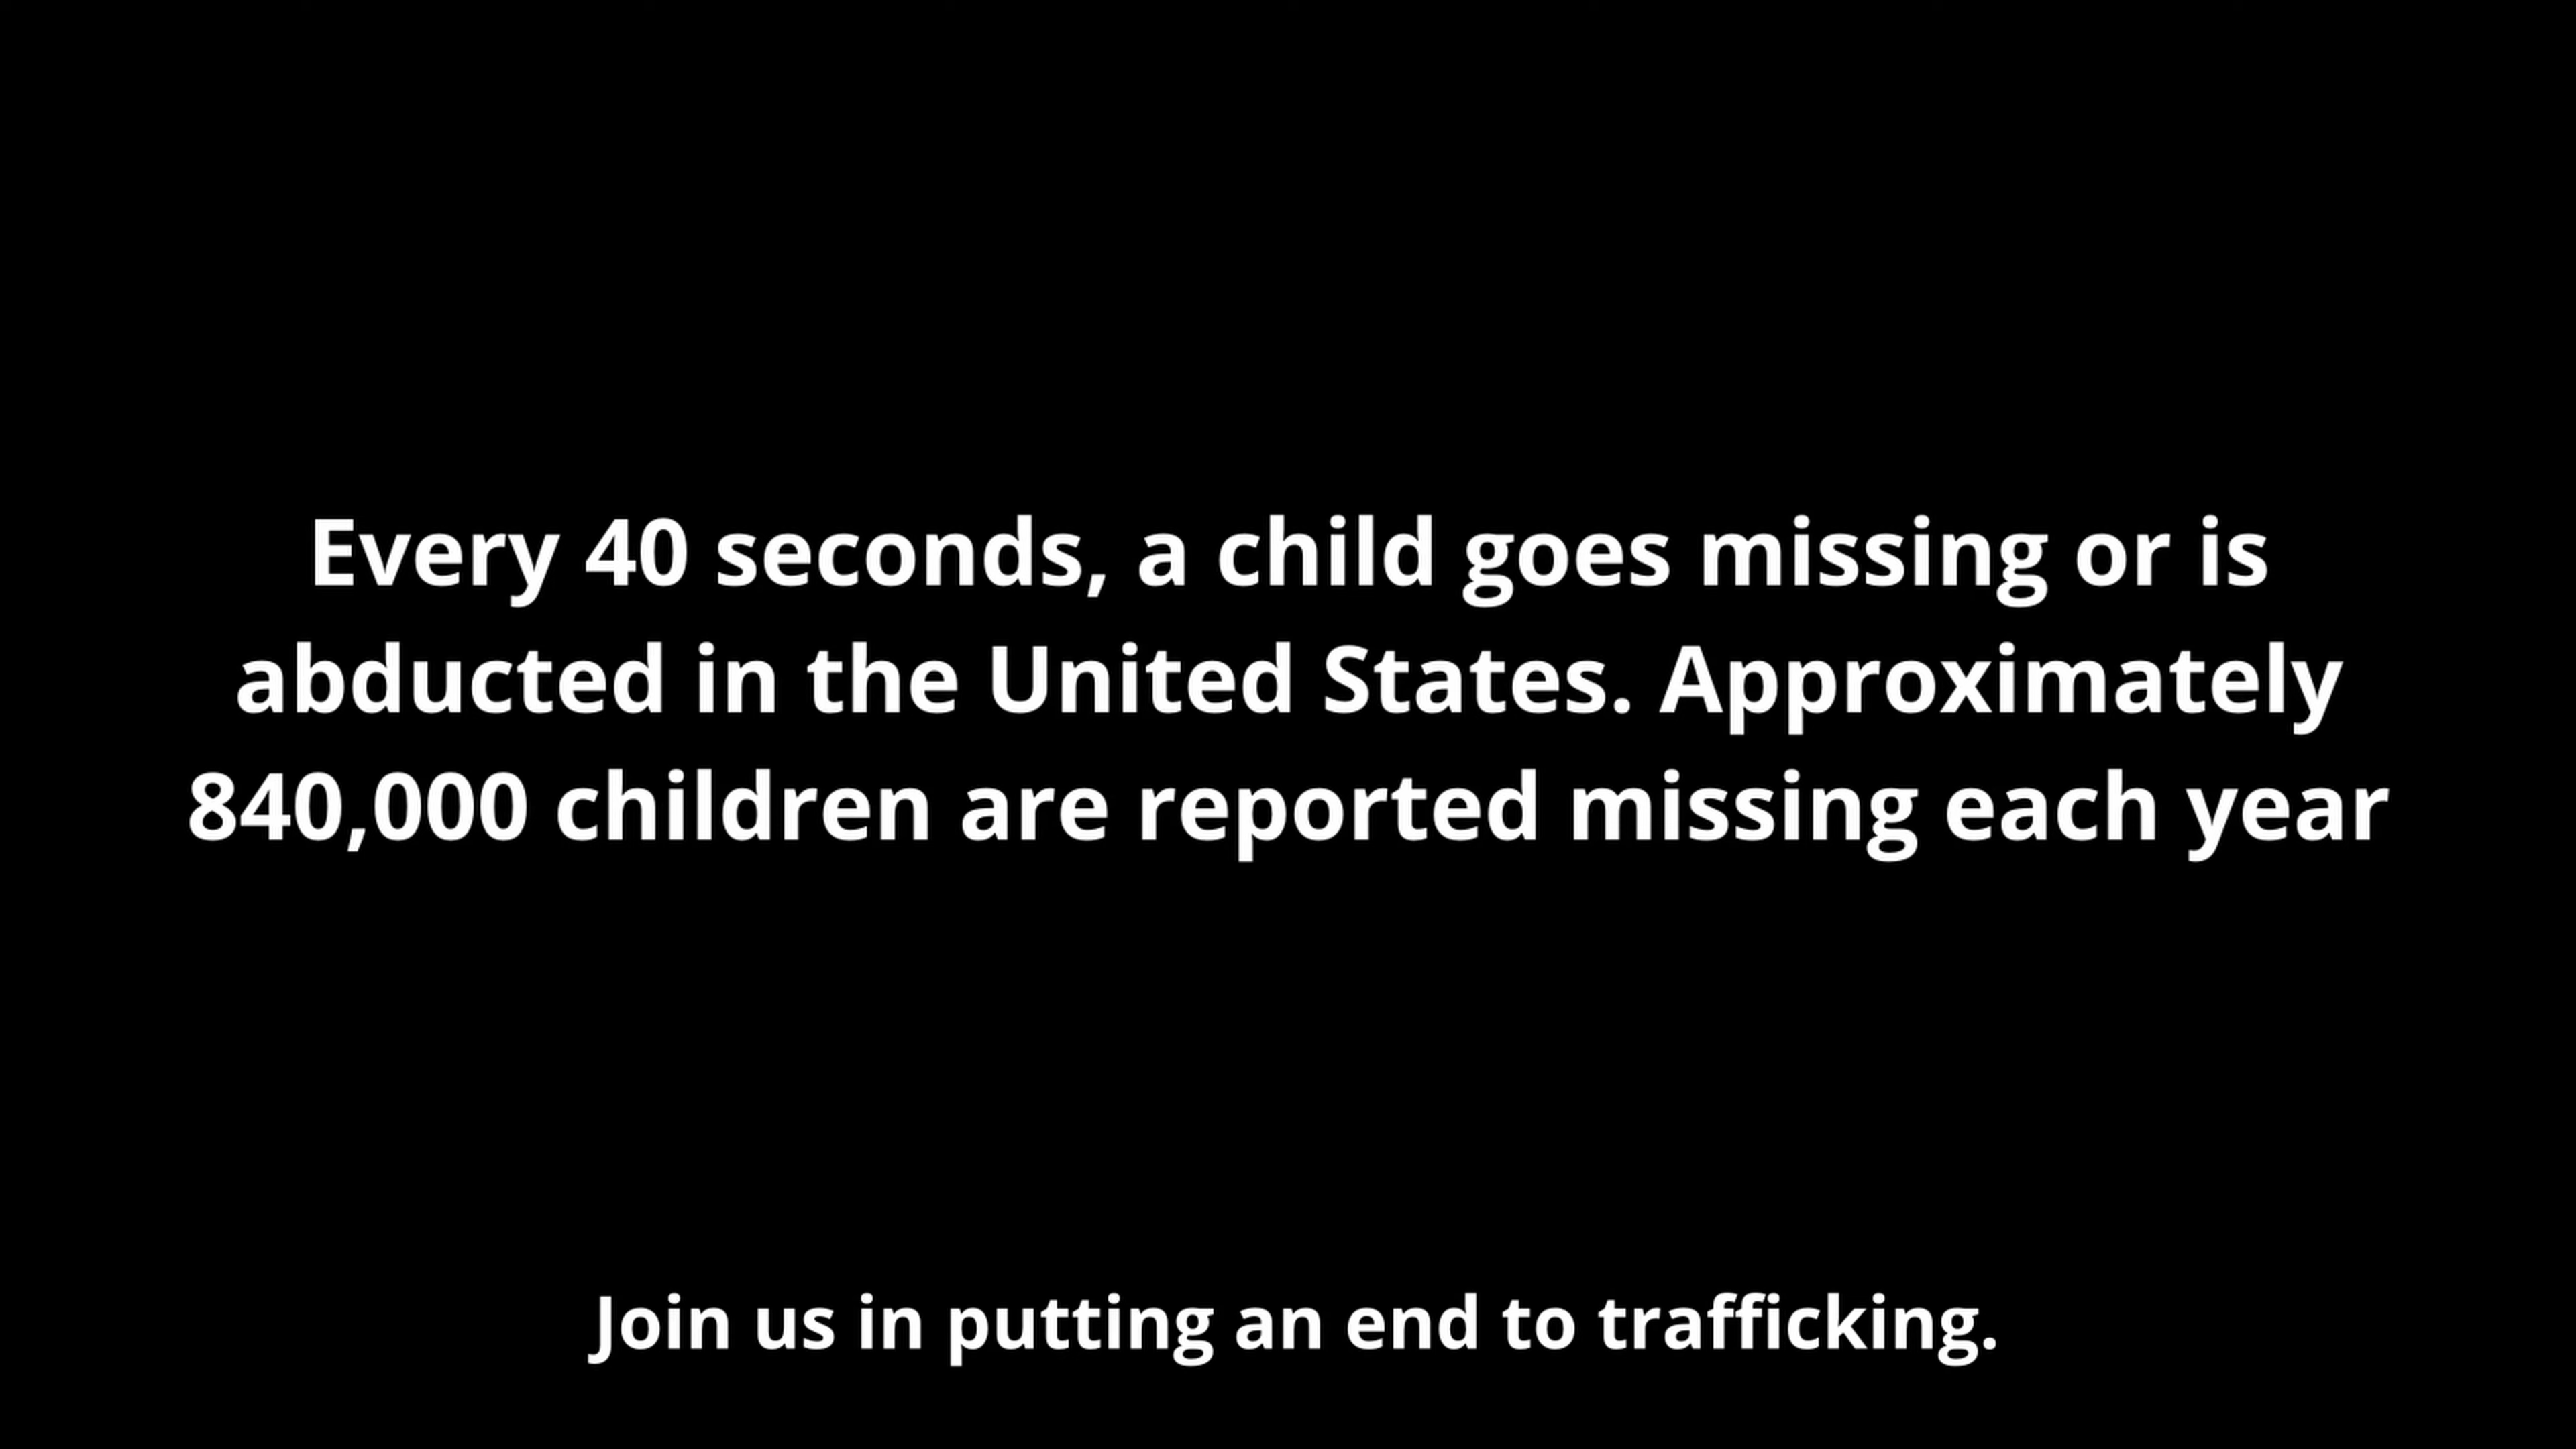 Every 40 seconds, a child goes missing or is
abducted in the United States. Approximately
840,000 children are reported missing each year
Join us in putting an end to trafficking.